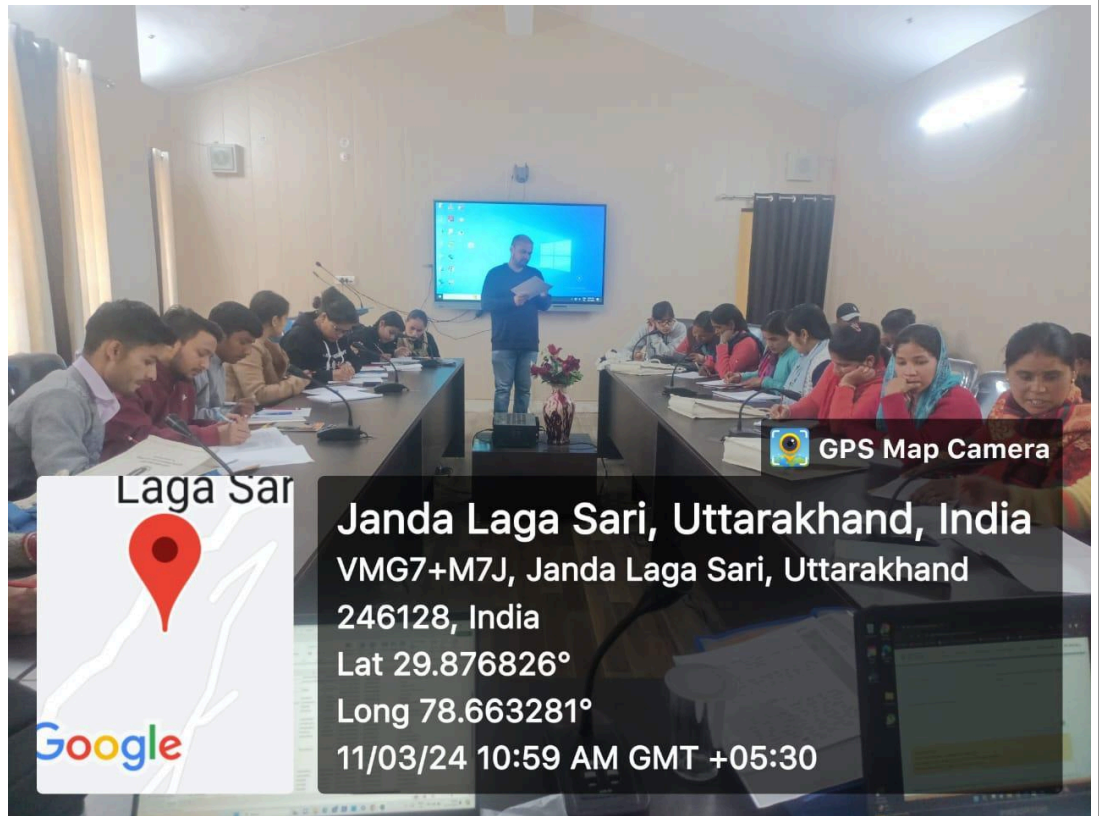 GPS Map Camera
Laga Sar
Google
Janda Laga Sari, Uttarakhand, India
VMG7+M7J, Janda Laga Sari, Uttarakhand
246128, India
Lat 29.876826°
Long 78.663281°
11/03/24 10:59 AM GMT +05:30